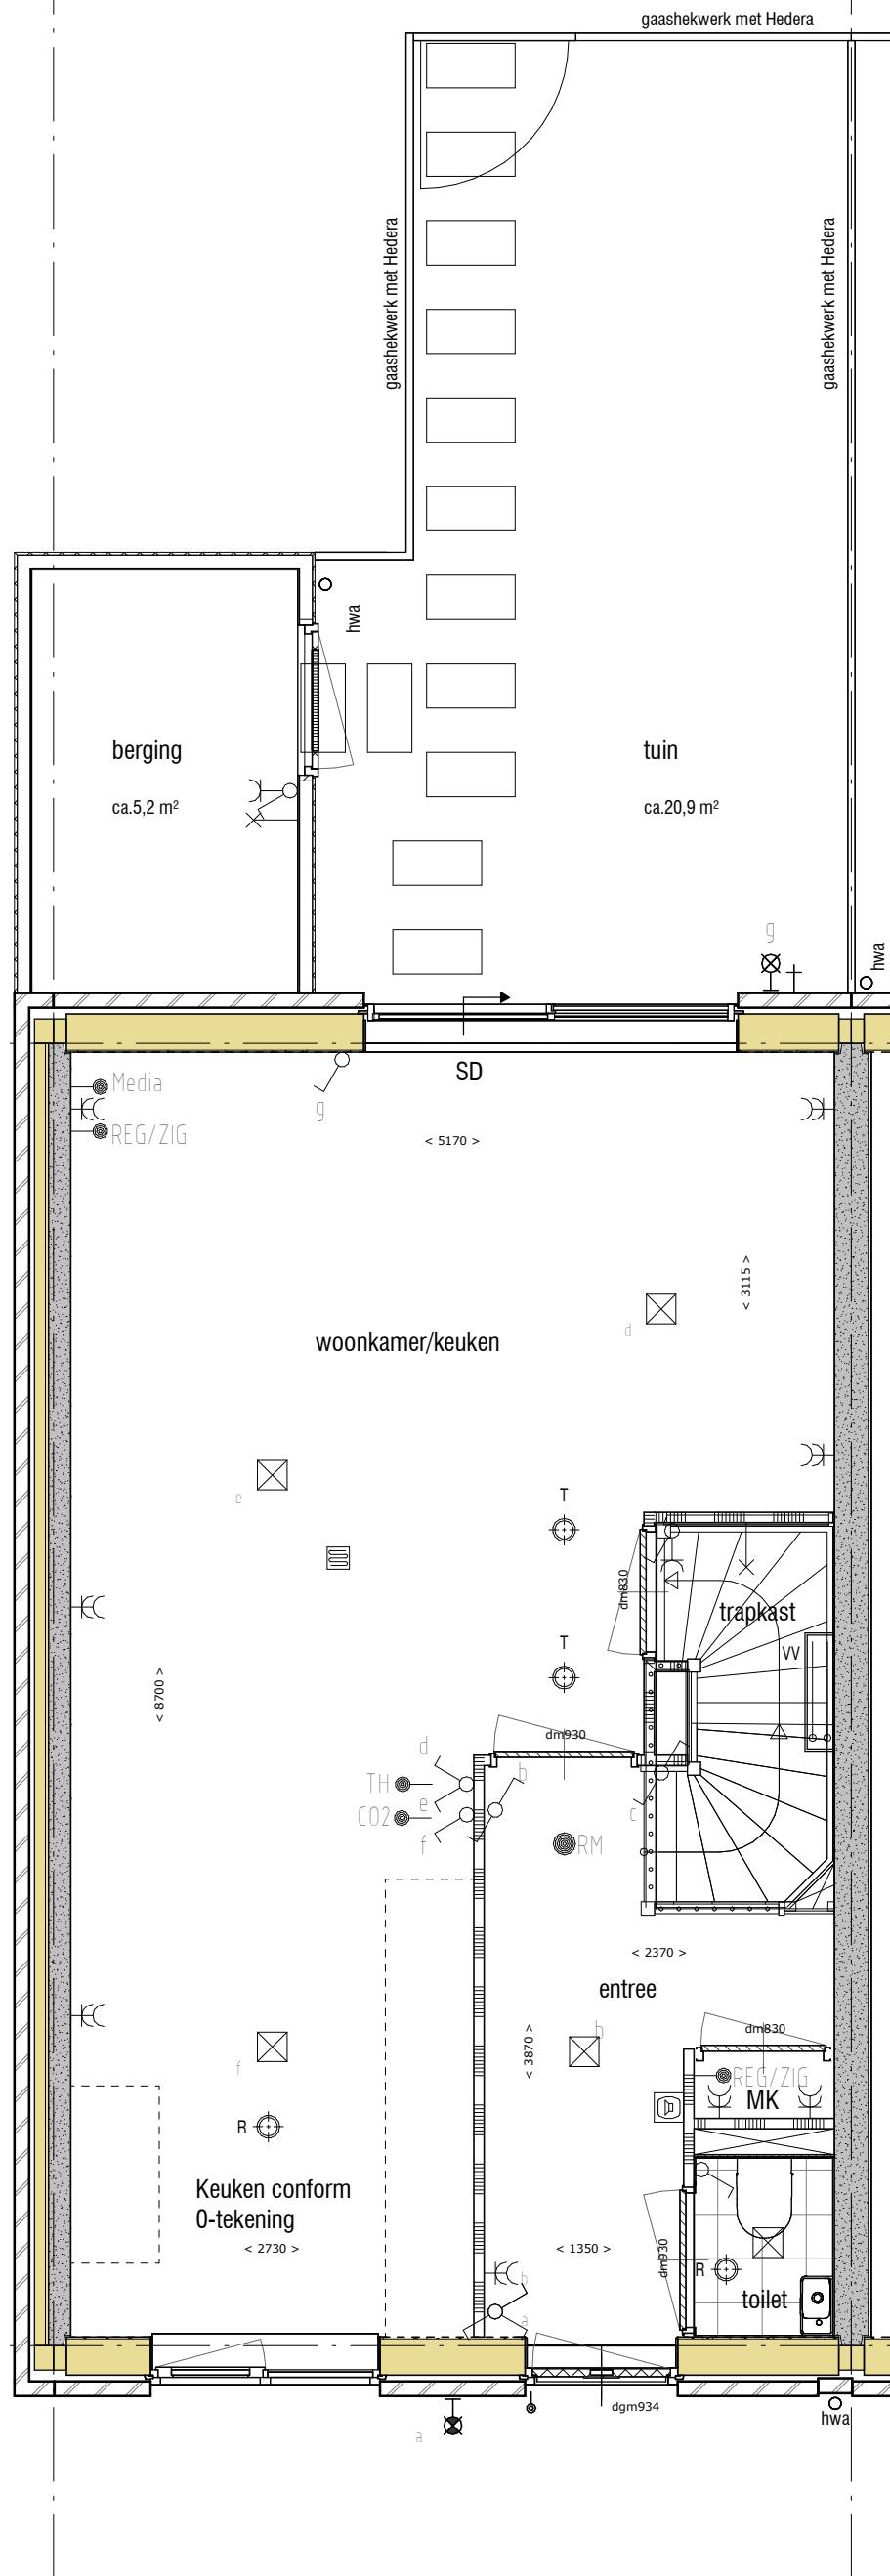 gaashekwerk met Hedera
gaashekwerk met Hedera
gaashekwerk met Hedera
hwa
berging
ca.5,2 m²
tuin
ca.20,9 m²
g
hwa
SD
Media
g
REG/ZIG
< 5170 >
< 3115 >
d
woonkamer/keuken
e
T
dm830
trapkast
T
VV
< 8700 >
dm930
d
b
TH
e
c
CO2
f
RM
< 2370 >
entree
b
dm830
< 3870 >
f
REG/ZIG
MK
R
Keuken conform
0-tekening
< 2730 >
< 1350 >
dm930
R
b
toilet
a
dgm934
hwa
a